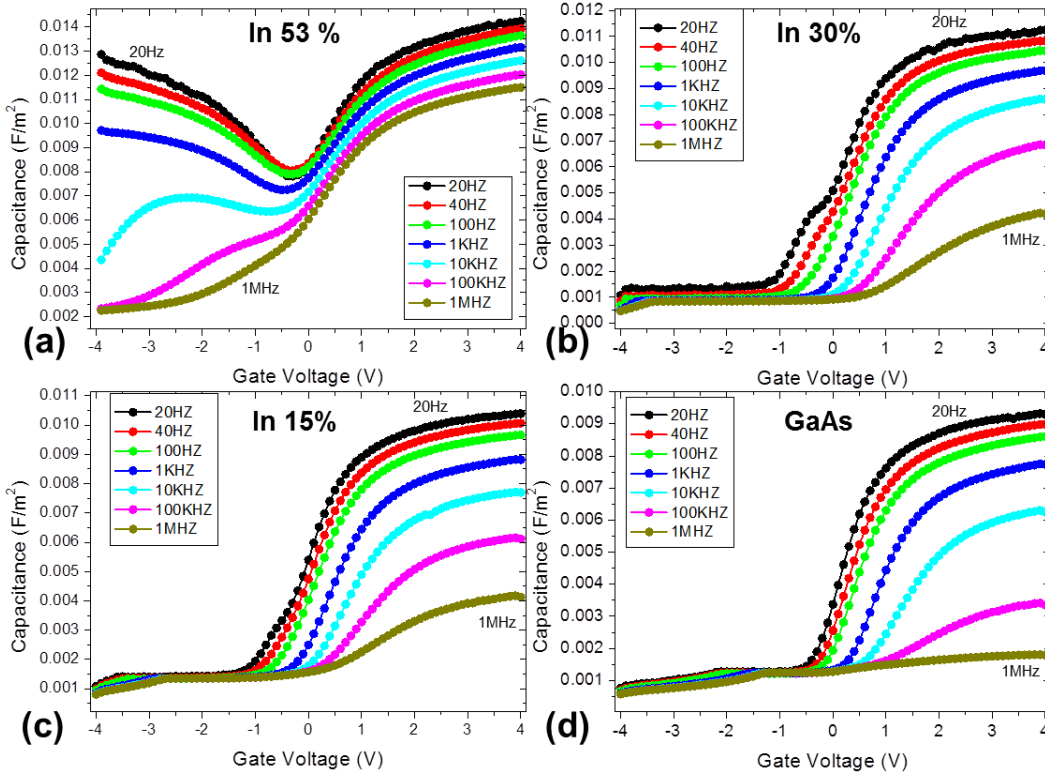 In 53 %
20Hz
1MHz
20HZ
40HZ
100HZ
1KHZ
10KHZ
100KHZ
1MHZ
0.014
0.013
0.012
0.011
0.010
0.009
0.008
0.007
0.006
0.005
0.004
0.003
0.002
Capacitance (F/m²)
-4 -3 -2 -1 0 1 2 3 4
Gate Voltage (V)
(a)
In 30%
20Hz
1MHz
20HZ
40HZ
100HZ
1KHZ
10KHZ
100KHZ
1MHZ
0.012
0.011
0.010
0.009
0.008
0.007
0.006
0.005
0.004
0.003
0.002
0.001
0.000
Capacitance (F/m²)
-4 -3 -2 -1 0 1 2 3 4
Gate Voltage (V)
(b)
In 15%
20Hz
1MHz
20HZ
40HZ
100HZ
1KHZ
10KHZ
100KHZ
1MHZ
0.011
0.010
0.009
0.008
0.007
0.006
0.005
0.004
0.003
0.002
0.001
Capacitance (F/m²)
-4 -3 -2 -1 0 1 2 3 4
Gate Voltage (V)
(c)
GaAs
20Hz
1MHz
20HZ
40HZ
100HZ
1KHZ
10KHZ
100KHZ
1MHZ
0.010
0.009
0.008
0.007
0.006
0.005
0.004
0.003
0.002
0.001
0.000
Capacitance (F/m²)
-4 -3 -2 -1 0 1 2 3 4
Gate Voltage (V)
(d)